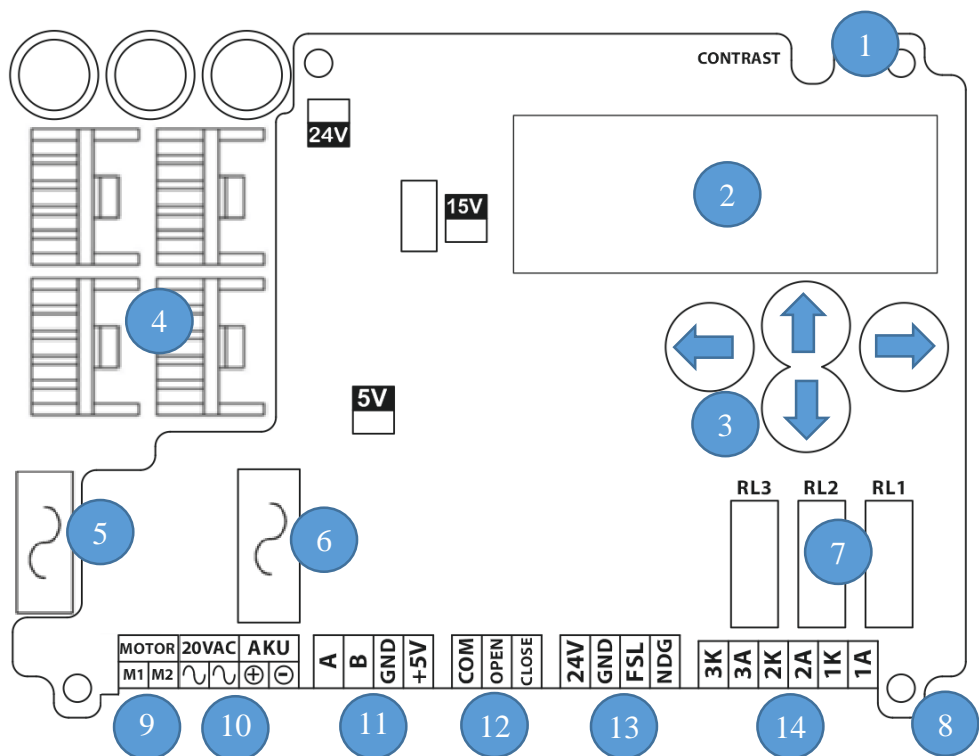 1
CONTRAST
24V
2
15V
4
3
5V
RL3 RL2 RL1
5
6
7
MOTOR 20VAC AKU
M1 M2
A B GND +5V
COM OPEN CLOSE
24V GND FSL NDG
3K 3A 2K 2A 1K 1A
9 10 11 12 13 14 8